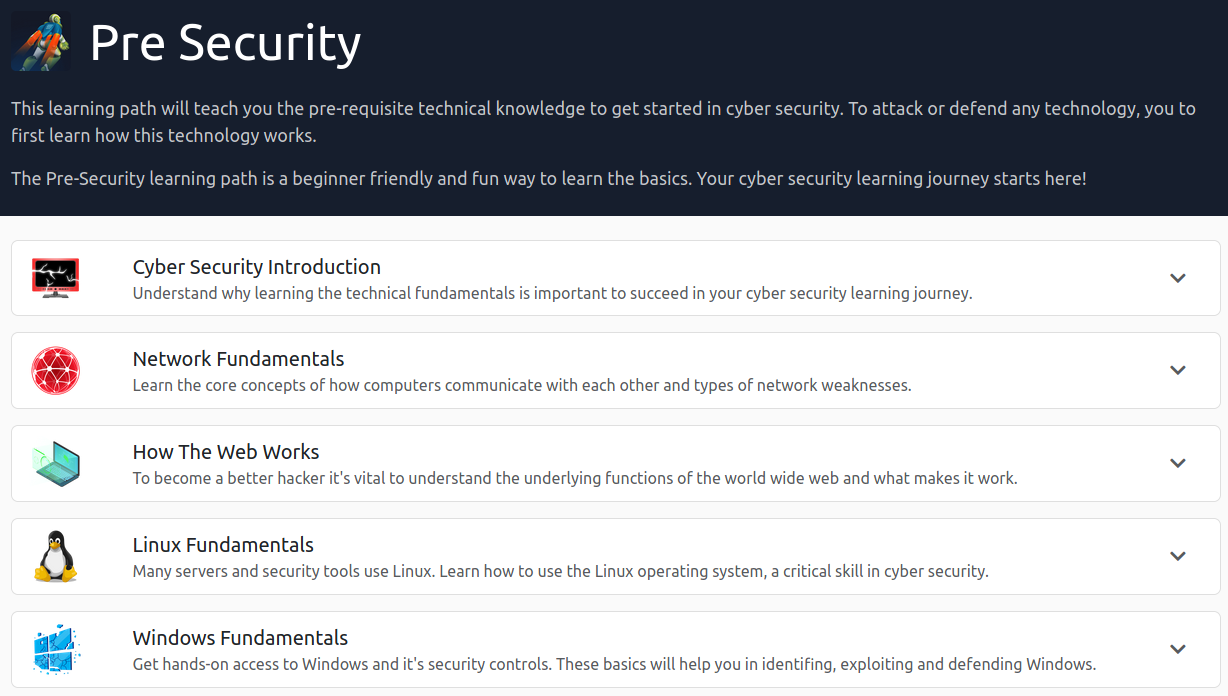 Pre Security
This learning path will teach you the pre-requisite technical knowledge to get started in cyber security. To attack or defend any technology, you to
first learn how this technology works.
The Pre-Security learning path is a beginner friendly and fun way to learn the basics. Your cyber security learning journey starts here!
Cyber Security Introduction
Understand why learning the technical fundamentals is important to succeed in your cyber security learning journey.
Network Fundamentals
Learn the core concepts of how computers communicate with each other and types of network weaknesses.
How The Web Works
To become a better hacker it's vital to understand the underlying functions of the world wide web and what makes it work.
Linux Fundamentals
Many servers and security tools use Linux. Learn how to use the Linux operating system, a critical skill in cyber security.
Windows Fundamentals
Get hands-on access to Windows and it's security controls. These basics will help you in identifing, exploiting and defending Windows.